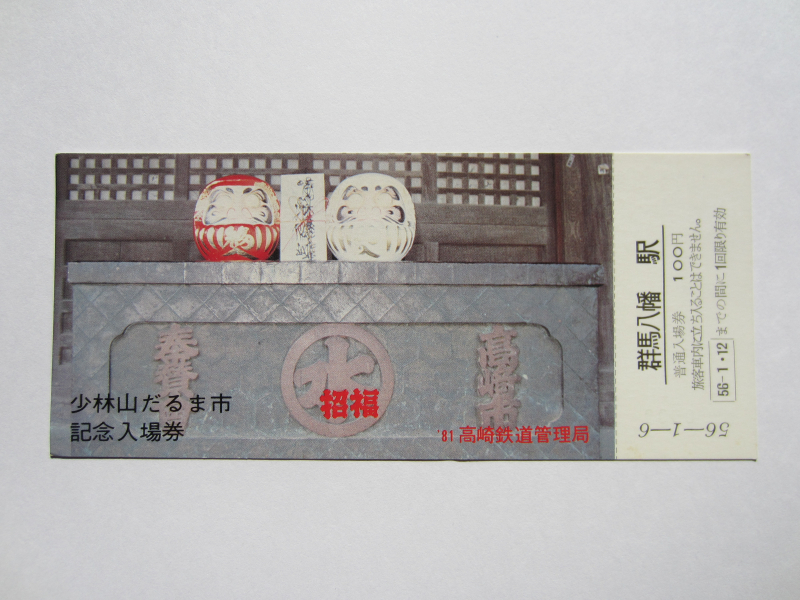 奉
高崎市
水
少林山だるま市
記念入場券
招福
'81 高崎鉄道管理局
群馬八幡 駅
普通入場券 100円
旅客車内に立ち入ることはできません。
56-1・12 までの間に1回限り有効
56-1-6